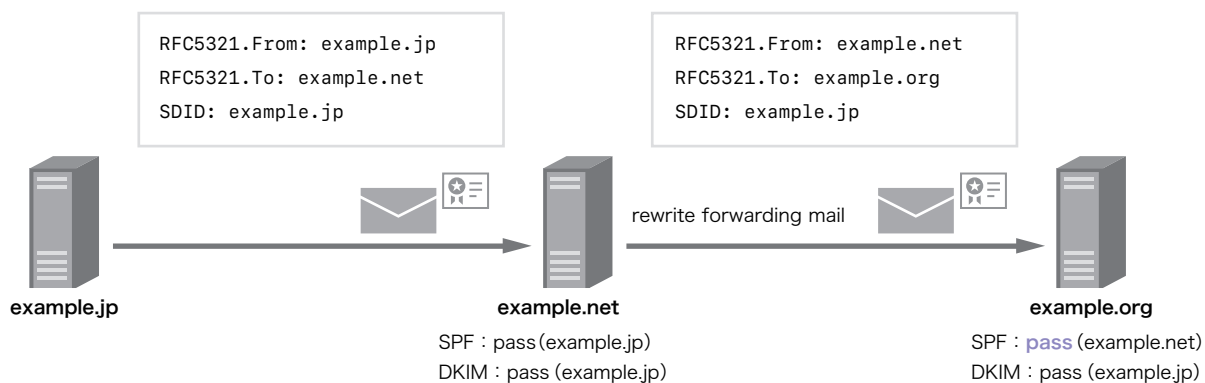 RFC5321.From: example.jp
RFC5321.To: example.net
SDID: example.jp
RFC5321.From: example.net
RFC5321.To: example.org
SDID: example.jp
rewrite forwarding mail
example.jp
example.net
example.org
SPF：pass(example.jp)
DKIM：pass (example.jp)
SPF：pass (example.net)
DKIM：pass (example.jp)